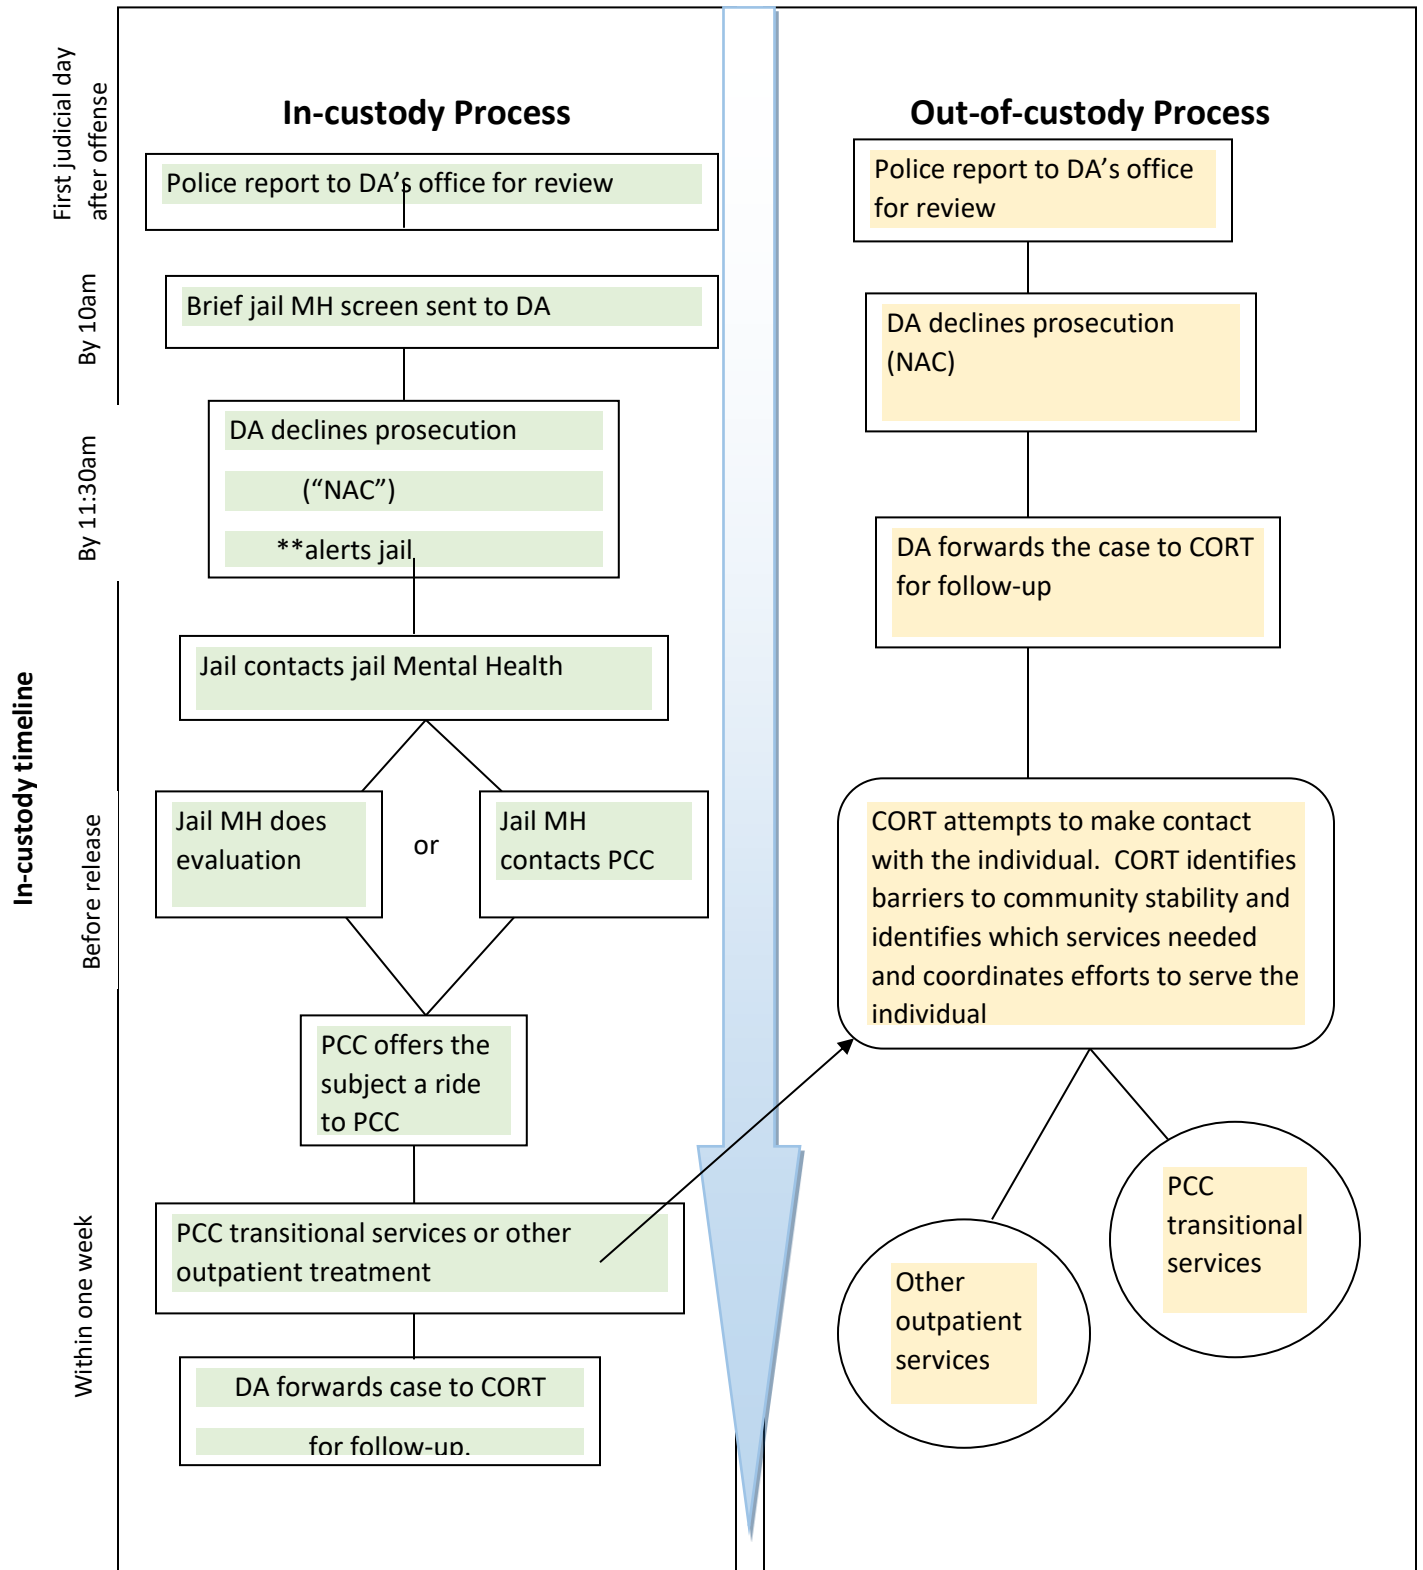 First judicial day
after offense
By 10am
By 11:30am
In-custody timeline
Before release
Within one week
In-custody Process
Police report to DA’s office for review
Brief jail MH screen sent to DA
DA declines prosecution
(“NAC”)
**alerts jail
Jail contacts jail Mental Health
Jail MH does
evaluation
or
Jail MH
contacts PCC
PCC offers the
subject a ride
to PCC
PCC transitional services or other
outpatient treatment
DA forwards case to CORT
for follow-up.
Out-of-custody Process
Police report to DA’s office
for review
DA declines prosecution
(NAC)
DA forwards the case to CORT
for follow-up
CORT attempts to make contact
with the individual.  CORT identifies
barriers to community stability and
identifies which services needed
and coordinates efforts to serve the
individual
PCC
transitional
services
Other
outpatient
services